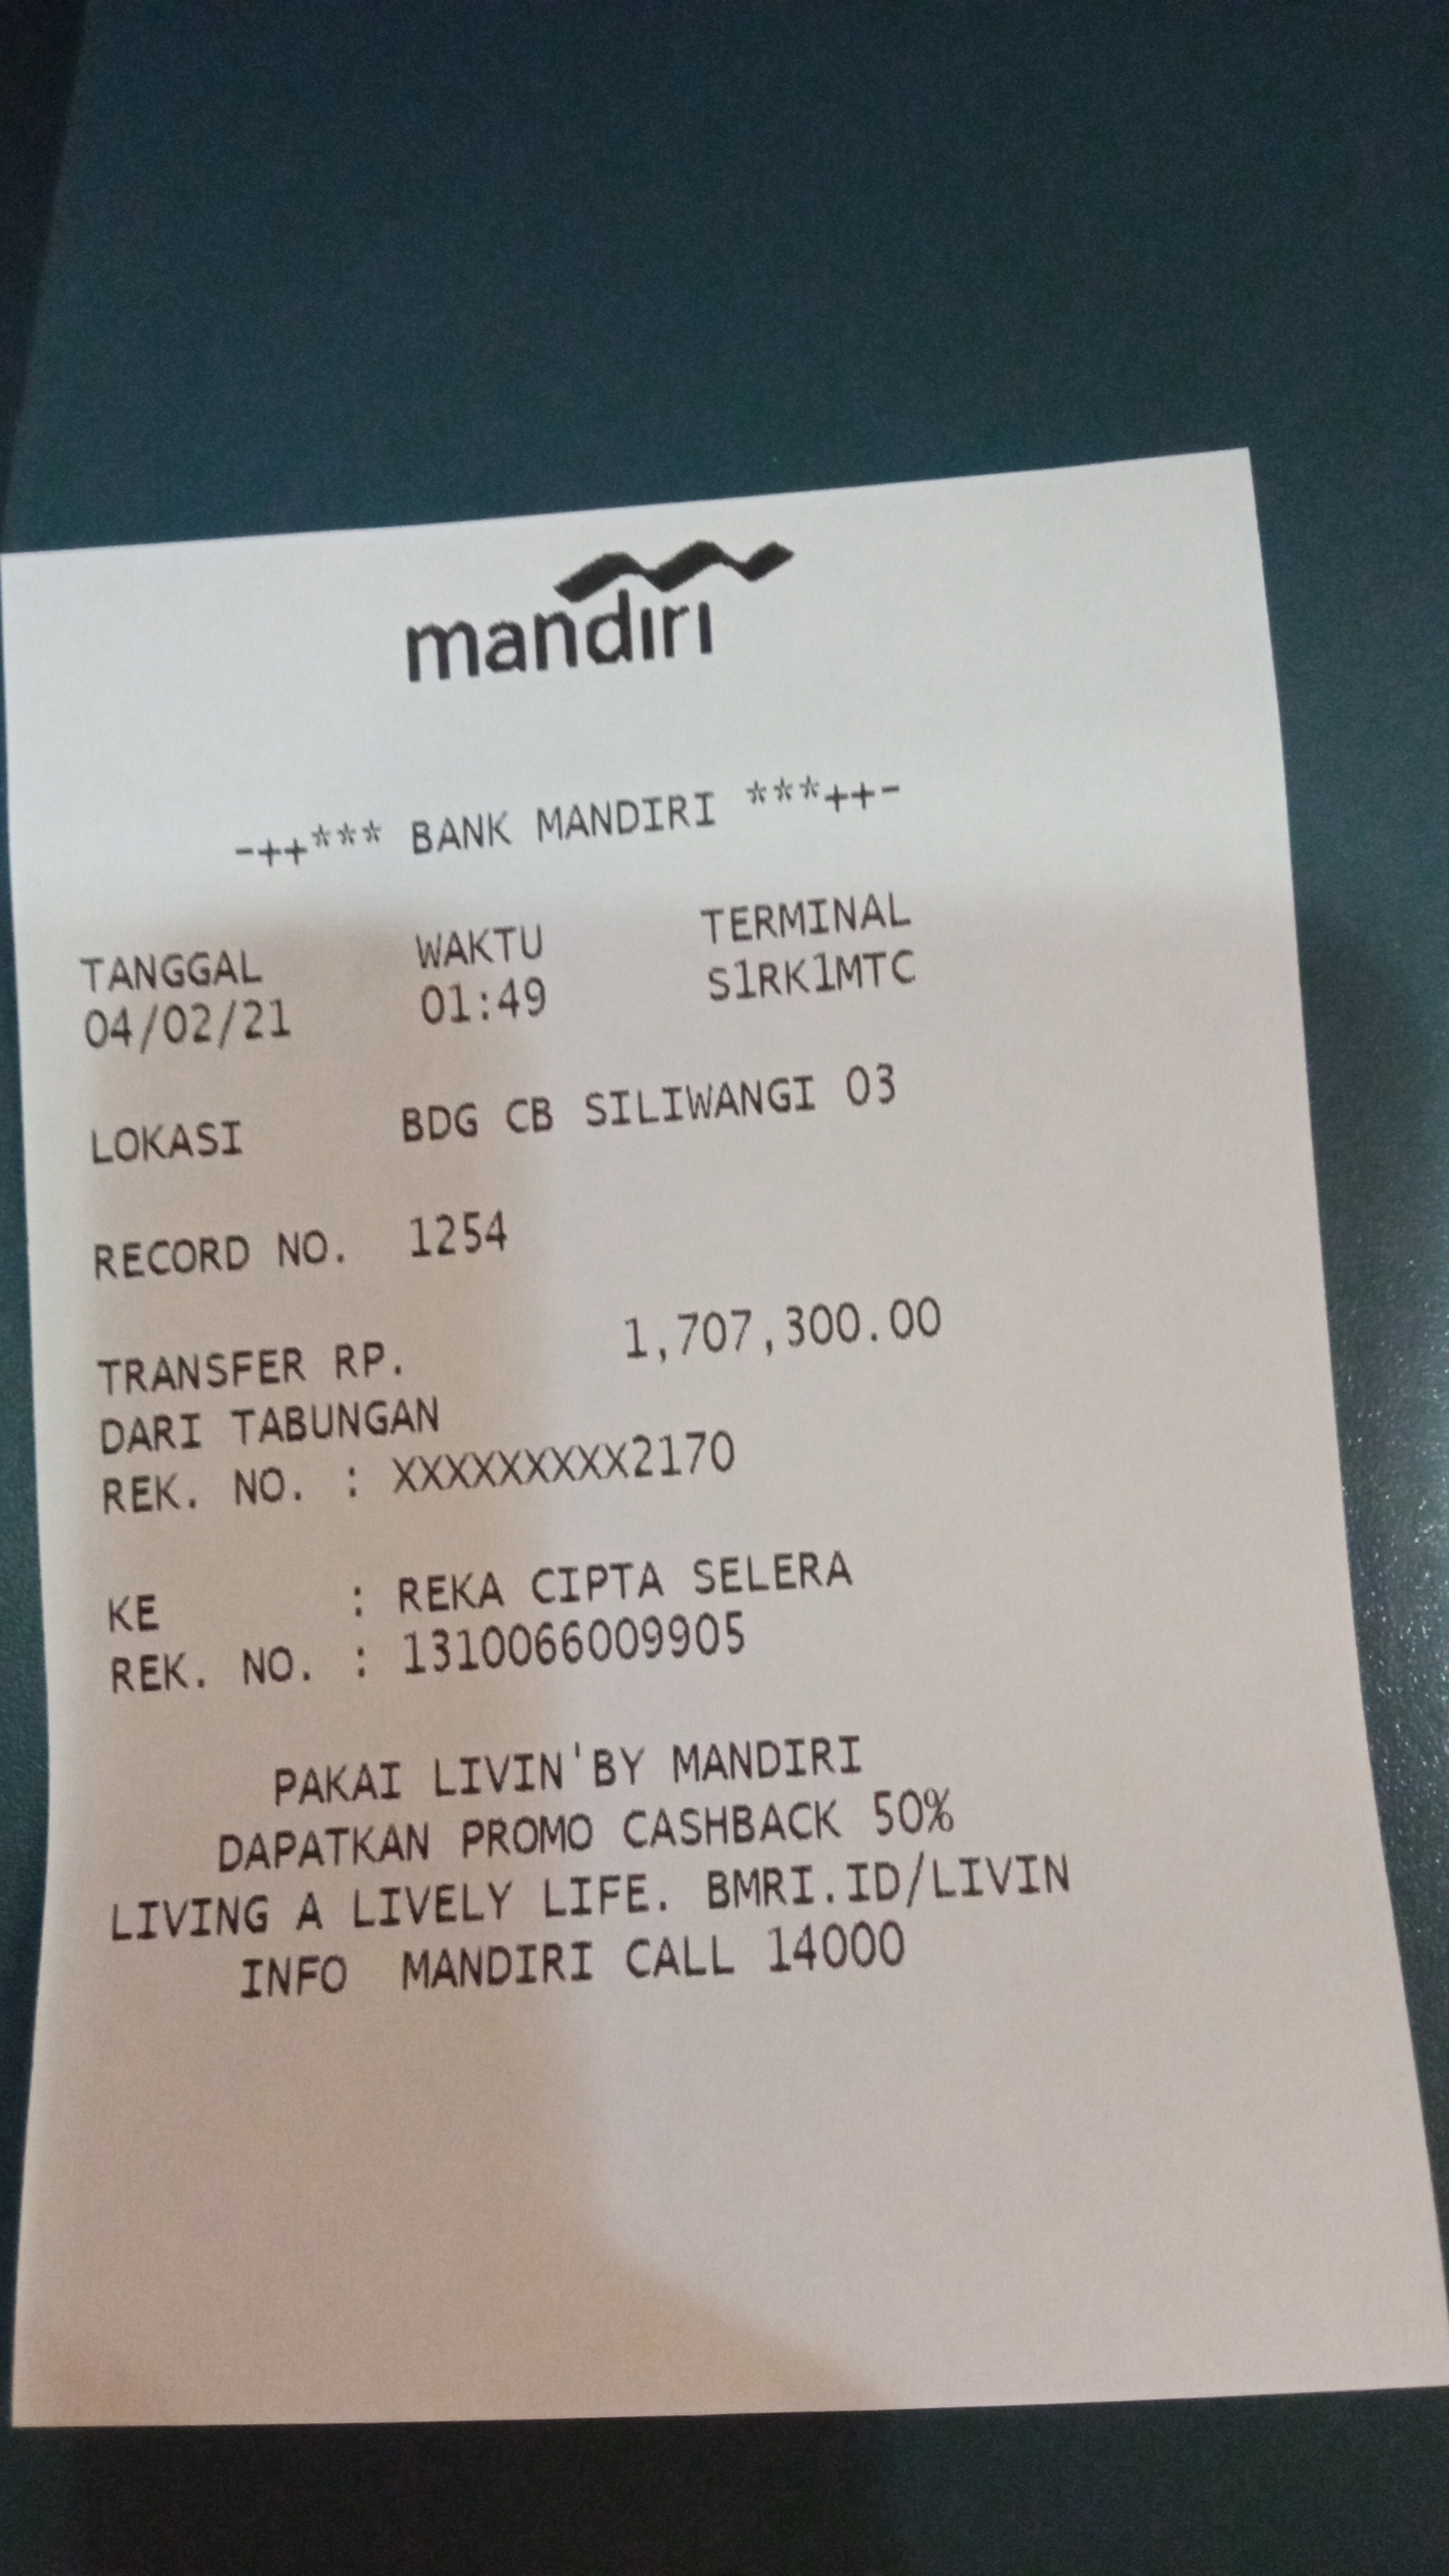 mandiri
-++*** BANK MANDIRI ***++-
TANGGAL WAKTU TERMINAL
04/02/21 01:49 S1RK1MTC
LOKASI BDG CB SILIWANGI 03
RECORD NO. 1254
TRANSFER RP. 1,707,300.00
DARI TABUNGAN
REK. NO. : XXXXXXXXX2170
KE : REKA CIPTA SELERA
REK. NO. : 1310066009905
PAKAI LIVIN'BY MANDIRI
DAPATKAN PROMO CASHBACK 50%
LIVING A LIVELY LIFE. BMRI.ID/LIVIN
INFO MANDIRI CALL 14000